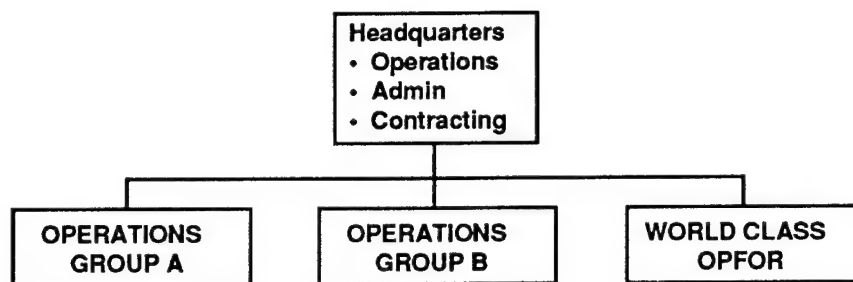 Headquarters
• Operations
• Admin
• Contracting
OPERATIONS
GROUP A
OPERATIONS
GROUP B
WORLD CLASS
OPFOR